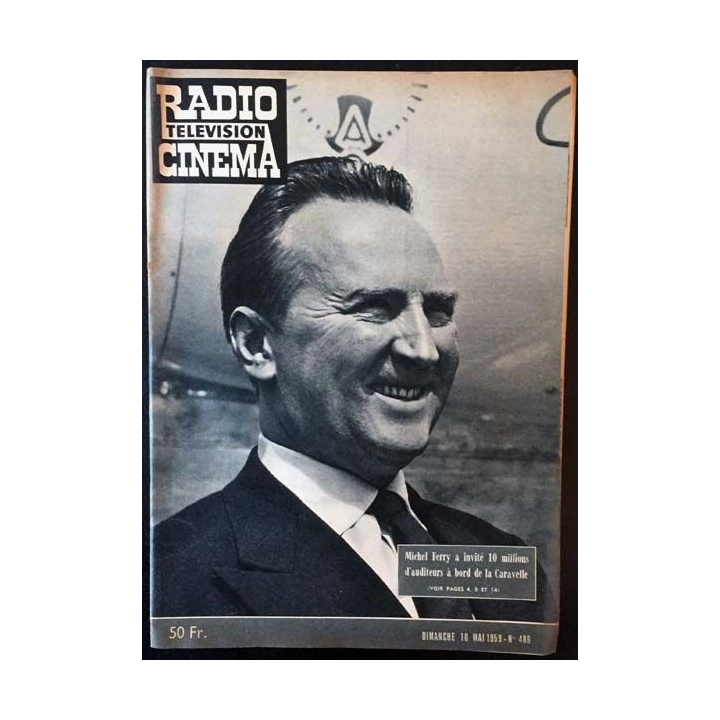 RADIO
TELEVISION
CINEMA
A
Michel Ferry a invité 10 millions
d'auditeurs à bord de la Caravelle
(VOIR PAGES 4, 5 ET 14)
50 Fr.
DIMANCHE 10 MAI 1959 - N° 486